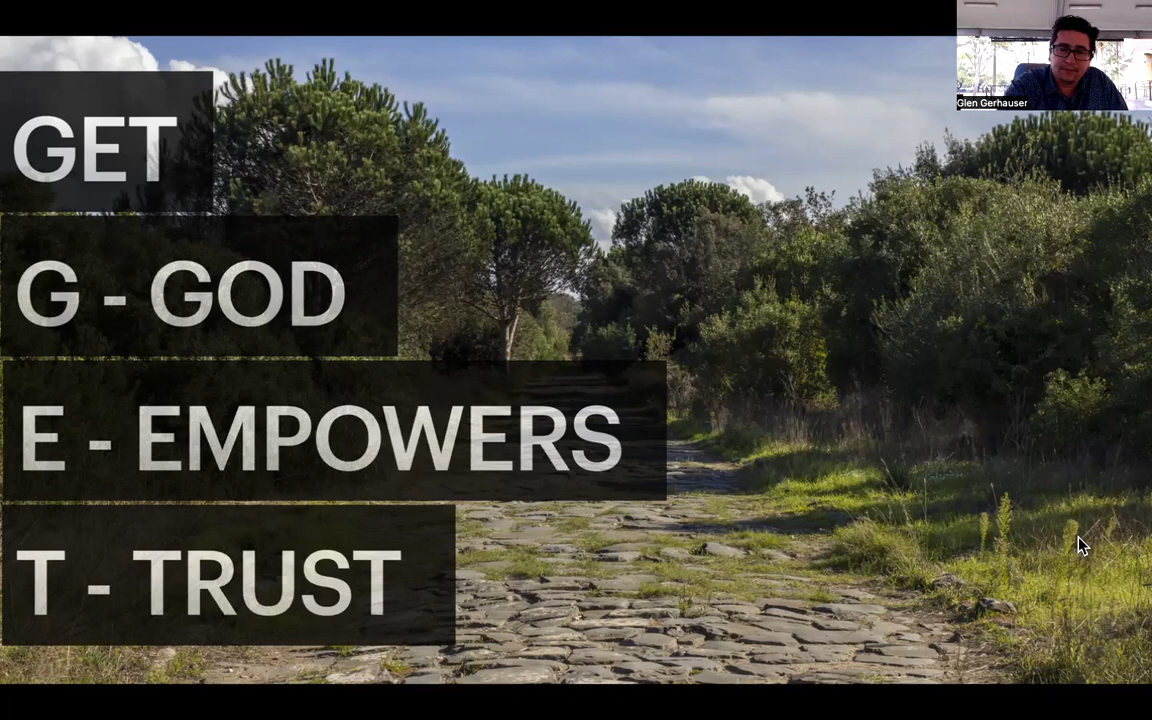 GET
G - GOD
E - EMPOWERS
T - TRUST
Glen Gerhauser